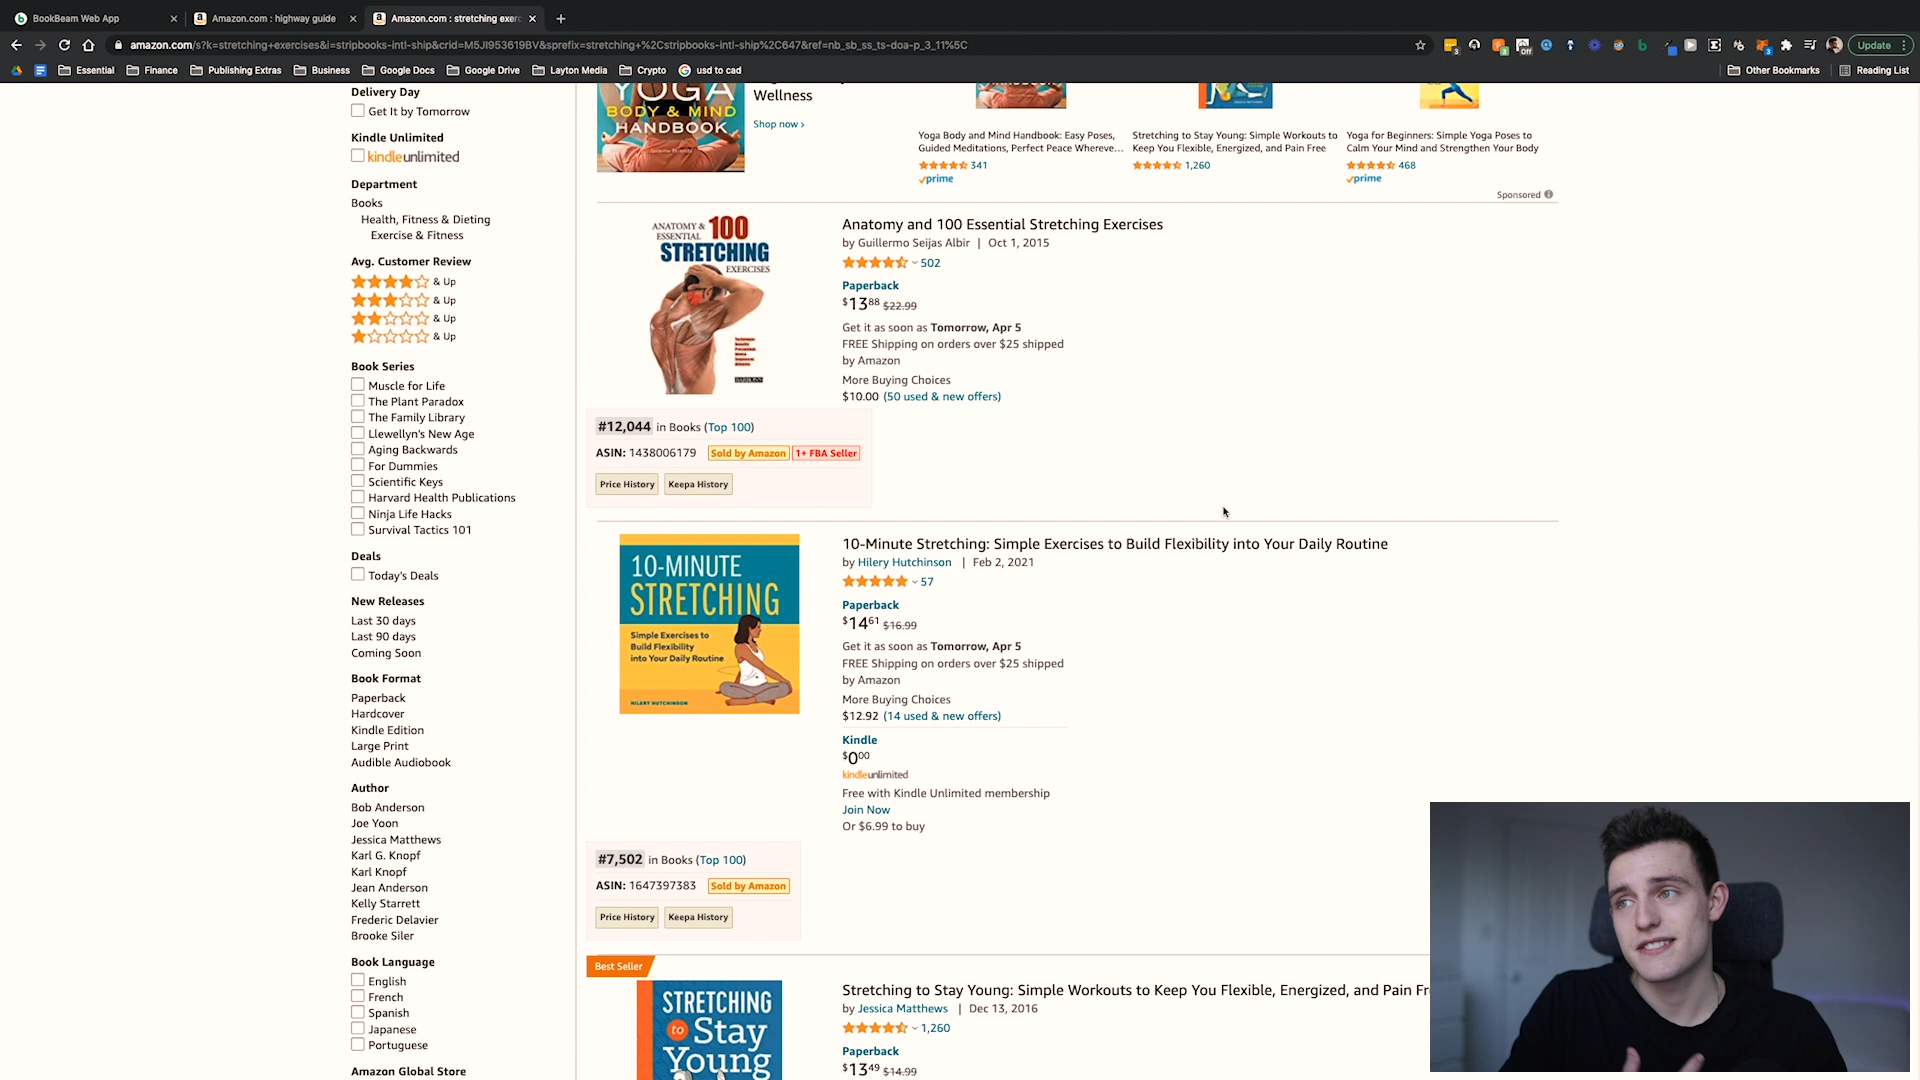 BookBeam Web App
Amazon.com : highway guide
Amazon.com : stretching exerc
amazon.com/s?k=stretching+exercises&i=stripbooks-intl-ship&crid=M5JI953619BV&sprefix=stretching+%2Cstripbooks-intl-ship%2C647&ref=nb_sb_ss_ts-doa-p_3_11%5C
Update
Essential
Finance
Publishing Extras
Business
Google Docs
Google Drive
Layton Media
Crypto
usd to cad
Other Bookmarks
Reading List
Delivery Day
Get It by Tomorrow
Kindle Unlimited
kindleunlimited
Department
Books
Health, Fitness & Dieting
Exercise & Fitness
Avg. Customer Review
& Up
& Up
& Up
& Up
Book Series
Muscle for Life
The Plant Paradox
The Family Library
Llewellyn's New Age
Aging Backwards
For Dummies
Scientific Keys
Harvard Health Publications
Ninja Life Hacks
Survival Tactics 101
Deals
Today's Deals
New Releases
Last 30 days
Last 90 days
Coming Soon
Book Format
Paperback
Hardcover
Kindle Edition
Large Print
Audible Audiobook
Author
Bob Anderson
Joe Yoon
Jessica Matthews
Karl G. Knopf
Karl Knopf
Jean Anderson
Kelly Starrett
Frederic Delavier
Brooke Siler
Book Language
English
French
Spanish
Japanese
Portuguese
Amazon Global Store
YOGA
BODY & MIND
HANDBOOK
Wellness
Shop now ›
Yoga Body and Mind Handbook: Easy Poses,
Guided Meditations, Perfect Peace Whereve...
341
prime
Stretching to Stay Young: Simple Workouts to
Keep You Flexible, Energized, and Pain Free
1,260
Yoga for Beginners: Simple Yoga Poses to
Calm Your Mind and Strengthen Your Body
468
prime
Sponsored
ANATOMY & 100
ESSENTIAL
STRETCHING
EXERCISES
BARRON'S
Anatomy and 100 Essential Stretching Exercises
by Guillermo Seijas Albir | Oct 1, 2015
502
Paperback
$13 88 $22.99
Get it as soon as Tomorrow, Apr 5
FREE Shipping on orders over $25 shipped
by Amazon
More Buying Choices
$10.00 (50 used & new offers)
#12,044 in Books (Top 100)
ASIN: 1438006179 Sold by Amazon 1+ FBA Seller
Price History Keepa History
10-MINUTE
STRETCHING
Simple Exercises to
Build Flexibility
into Your Daily Routine
HILERY HUTCHINSON
10-Minute Stretching: Simple Exercises to Build Flexibility into Your Daily Routine
by Hilery Hutchinson | Feb 2, 2021
57
Paperback
$14 61 $16.99
Get it as soon as Tomorrow, Apr 5
FREE Shipping on orders over $25 shipped
by Amazon
More Buying Choices
$12.92 (14 used & new offers)
Kindle
$0 00
kindleunlimited
Free with Kindle Unlimited membership
Join Now
Or $6.99 to buy
#7,502 in Books (Top 100)
ASIN: 1647397383 Sold by Amazon
Price History Keepa History
Best Seller
STRETCHING
to Stay
Young
Stretching to Stay Young: Simple Workouts to Keep You Flexible, Energized, and Pain Fr
by Jessica Matthews | Dec 13, 2016
1,260
Paperback
$13 49 $14.99